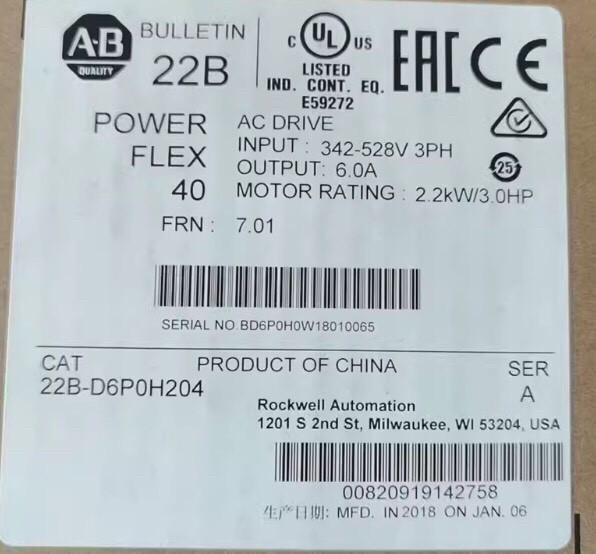 A-B
QUALITY
BULLETIN
22B
C UL US
LISTED
IND. CONT. EQ.
E59272
EAC CE
POWER
FLEX
40
AC DRIVE
INPUT : 342-528V 3PH
OUTPUT: 6.0A
MOTOR RATING : 2.2kW/3.0HP
25
FRN : 7.01
SERIAL NO BD6P0H0W18010065
CAT
22B-D6P0H204
PRODUCT OF CHINA
SER
A
Rockwell Automation
1201 S 2nd St, Milwaukee, WI 53204, USA
00820919142758
生产日期: MFD. IN 2018 ON JAN. 06